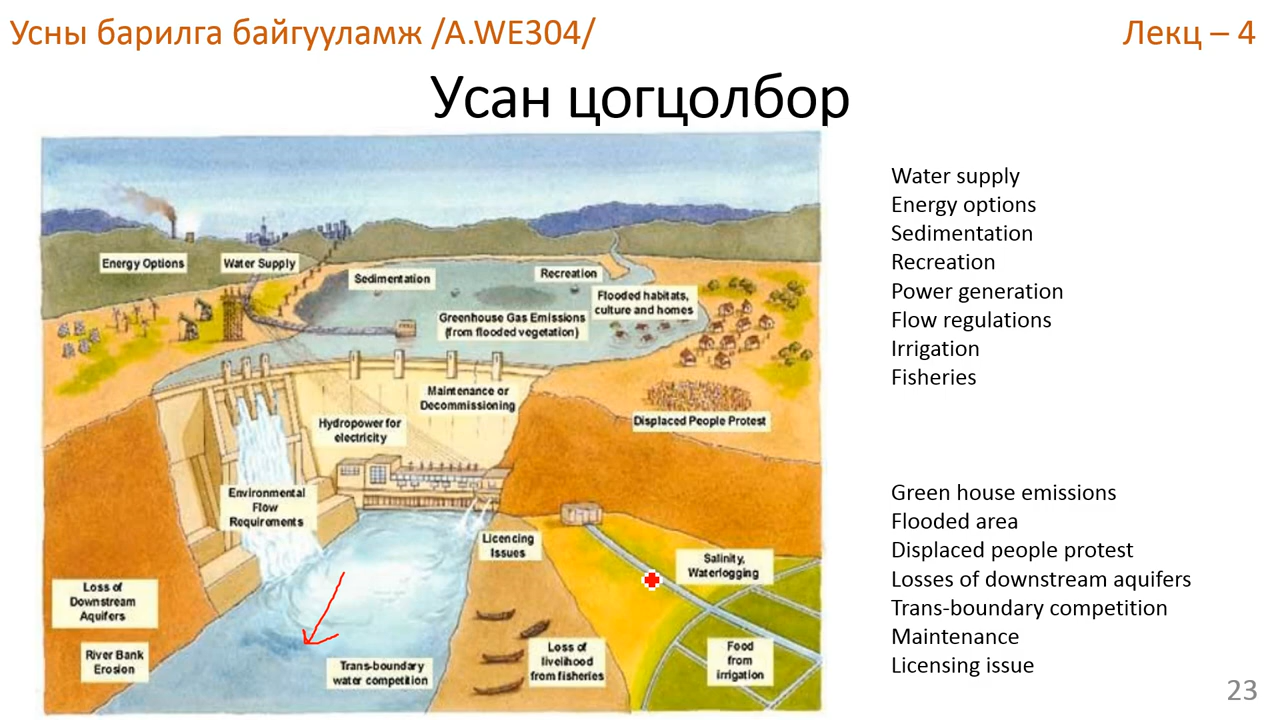 Усны барилга байгууламж /A.WE304/
Лекц – 4
Усан цогцолбор
Energy Options
Water Supply
Sedimentation
Recreation
Flooded habitats,
culture and homes
Greenhouse Gas Emissions
(from flooded vegetation)
Maintenance or
Decommissioning
Displaced People Protest
Hydropower for
electricity
Environmental
Flow
Requirements
Licencing
Issues
Salinity,
Waterlogging
Loss of
Downstream
Aquifers
River Bank
Erosion
Trans-boundary
water competition
Loss of
livelihood
from fisheries
Food
from
irrigation
Water supply
Energy options
Sedimentation
Recreation
Power generation
Flow regulations
Irrigation
Fisheries
Green house emissions
Flooded area
Displaced people protest
Losses of downstream aquifers
Trans-boundary competition
Maintenance
Licensing issue
23